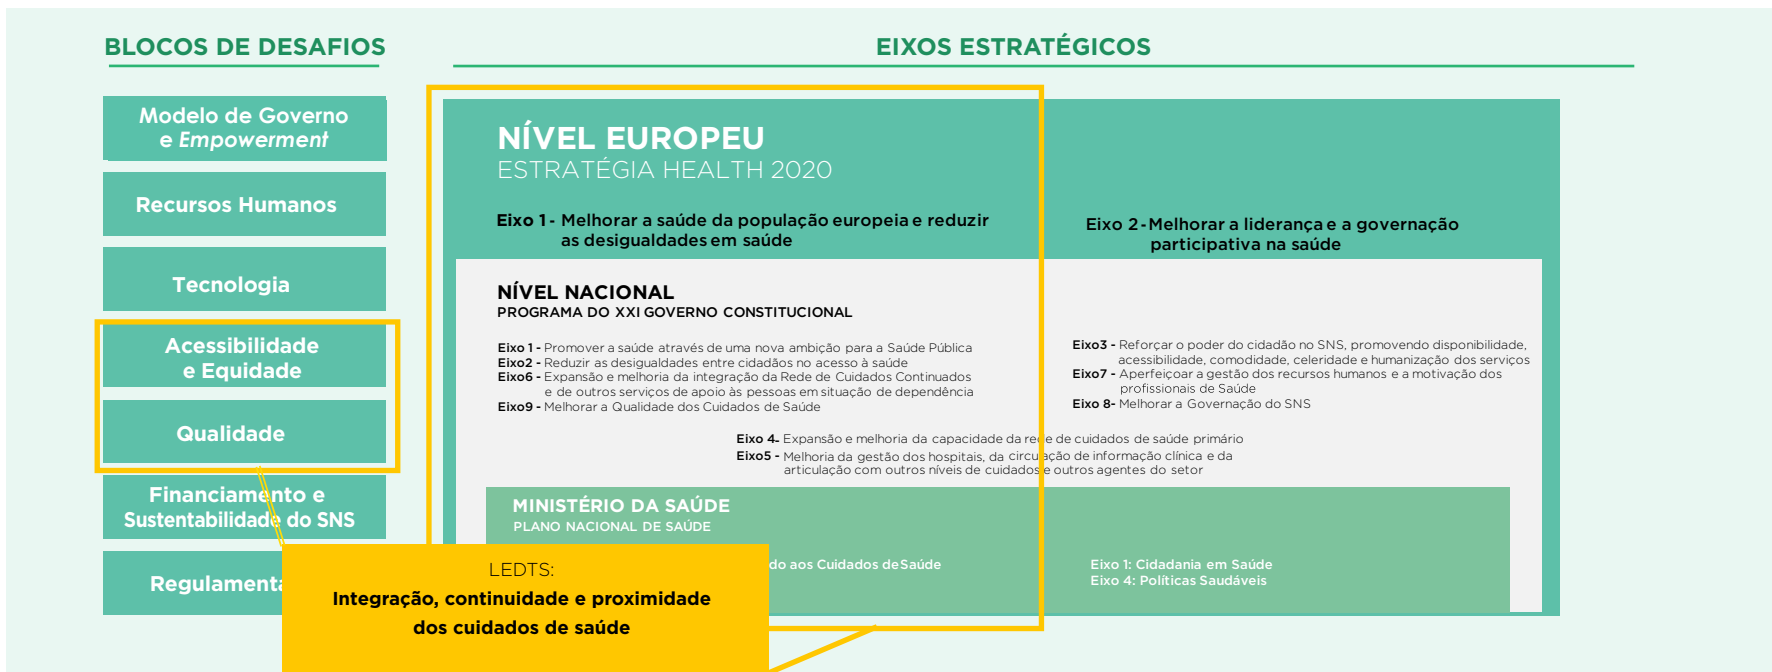 BLOCOS DE DESAFIOS
EIXOS ESTRATÉGICOS
Modelo de Governo
e Empowerment
Recursos Humanos
Tecnologia
Acessibilidade
e Equidade
Qualidade
Financiamento e
Sustentabilidade do SNS
Regulamenta
NÍVEL EUROPEU
ESTRATÉGIA HEALTH 2020
Eixo 1 - Melhorar a saúde da população europeia e reduzir
as desigualdades em saúde
Eixo 2 - Melhorar a liderança e a governação
participativa na saúde
NÍVEL NACIONAL
PROGRAMA DO XXI GOVERNO CONSTITUCIONAL
Eixo 1 - Promover a saúde através de uma nova ambição para a Saúde Pública
Eixo2 - Reduzir as desigualdades entre cidadãos no acesso à saúde
Eixo6 - Expansão e melhoria da integração da Rede de Cuidados Continuados
e de outros serviços de apoio às pessoas em situação de dependência
Eixo9 - Melhorar a Qualidade dos Cuidados de Saúde
Eixo3 - Reforçar o poder do cidadão no SNS, promovendo disponibilidade,
acessibilidade, comodidade, celeridade e humanização dos serviços
Eixo7 - Aperfeiçoar a gestão dos recursos humanos e a motivação dos
profissionais de Saúde
Eixo 8- Melhorar a Governação do SNS
Eixo 4- Expansão e melhoria da capacidade da rede de cuidados de saúde primário
Eixo5 - Melhoria da gestão dos hospitais, da circulação de informação clínica e da
articulação com outros níveis de cuidados e outros agentes do setor
MINISTÉRIO DA SAÚDE
PLANO NACIONAL DE SAÚDE
do aos Cuidados de Saúde
Eixo 1: Cidadania em Saúde
Eixo 4: Políticas Saudáveis
LEDTS:
Integração, continuidade e proximidade
dos cuidados de saúde